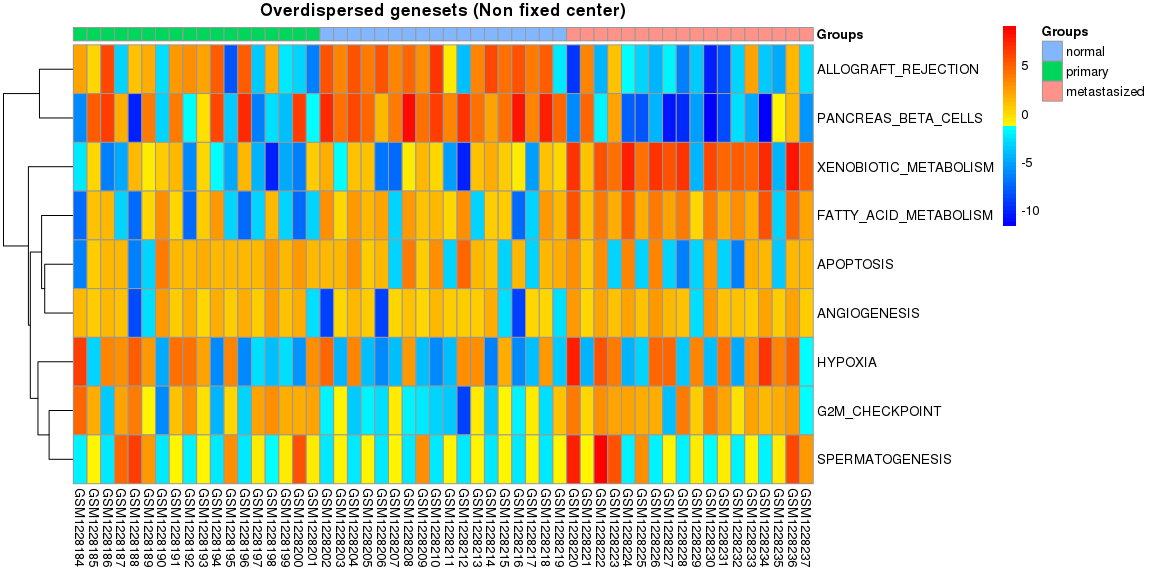 Overdispersed genesets (Non fixed center)
Groups
ALLOGRAFT_REJECTION
PANCREAS_BETA_CELLS
XENOBIOTIC_METABOLISM
FATTY_ACID_METABOLISM
APOPTOSIS
ANGIOGENESIS
HYPOXIA
G2M_CHECKPOINT
SPERMATOGENESIS
5
0
-5
-10
Groups
normal
primary
metastasized
GSM1228184
GSM1228185
GSM1228186
GSM1228187
GSM1228188
GSM1228189
GSM1228190
GSM1228191
GSM1228192
GSM1228193
GSM1228194
GSM1228195
GSM1228196
GSM1228197
GSM1228198
GSM1228199
GSM1228200
GSM1228201
GSM1228202
GSM1228203
GSM1228204
GSM1228205
GSM1228206
GSM1228207
GSM1228208
GSM1228209
GSM1228210
GSM1228211
GSM1228212
GSM1228213
GSM1228214
GSM1228215
GSM1228216
GSM1228217
GSM1228218
GSM1228219
GSM1228220
GSM1228221
GSM1228222
GSM1228223
GSM1228224
GSM1228225
GSM1228226
GSM1228227
GSM1228228
GSM1228229
GSM1228230
GSM1228231
GSM1228232
GSM1228233
GSM1228234
GSM1228235
GSM1228236
GSM1228237